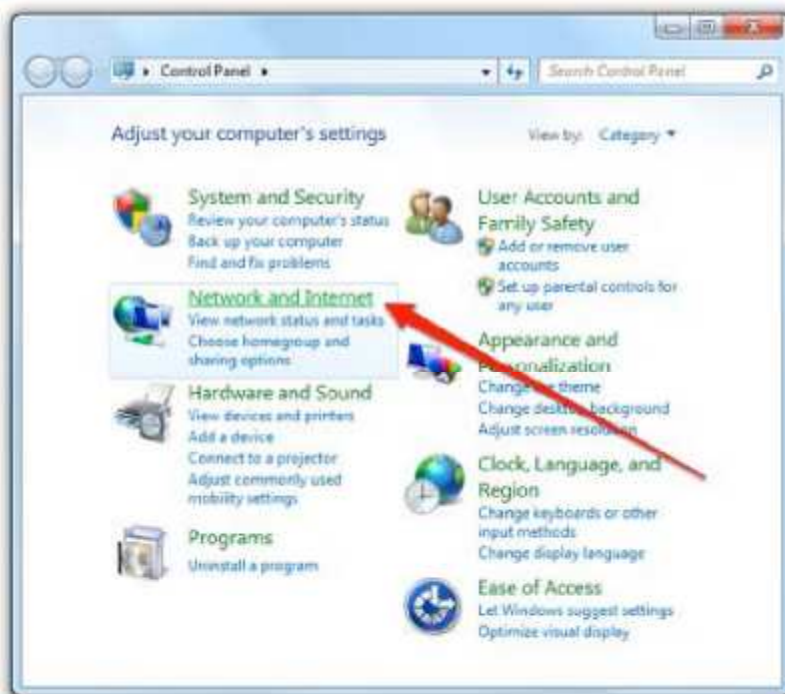 Control Panel
Search Control Panel
Adjust your computer's settings
View by: Category
System and Security
Review your computer's status
Back up your computer
Find and fix problems
Network and Internet
View network status and tasks
Choose homegroup and
sharing options
Hardware and Sound
View devices and printers
Add a device
Connect to a projector
Adjust commonly used
mobility settings
Programs
Uninstall a program
User Accounts and
Family Safety
Add or remove user
accounts
Set up parental controls for
any user
Appearance and
Personalization
Change the theme
Change desktop background
Adjust screen resolution
Clock, Language, and
Region
Change keyboards or other
input methods
Change display language
Ease of Access
Let Windows suggest settings
Optimize visual display